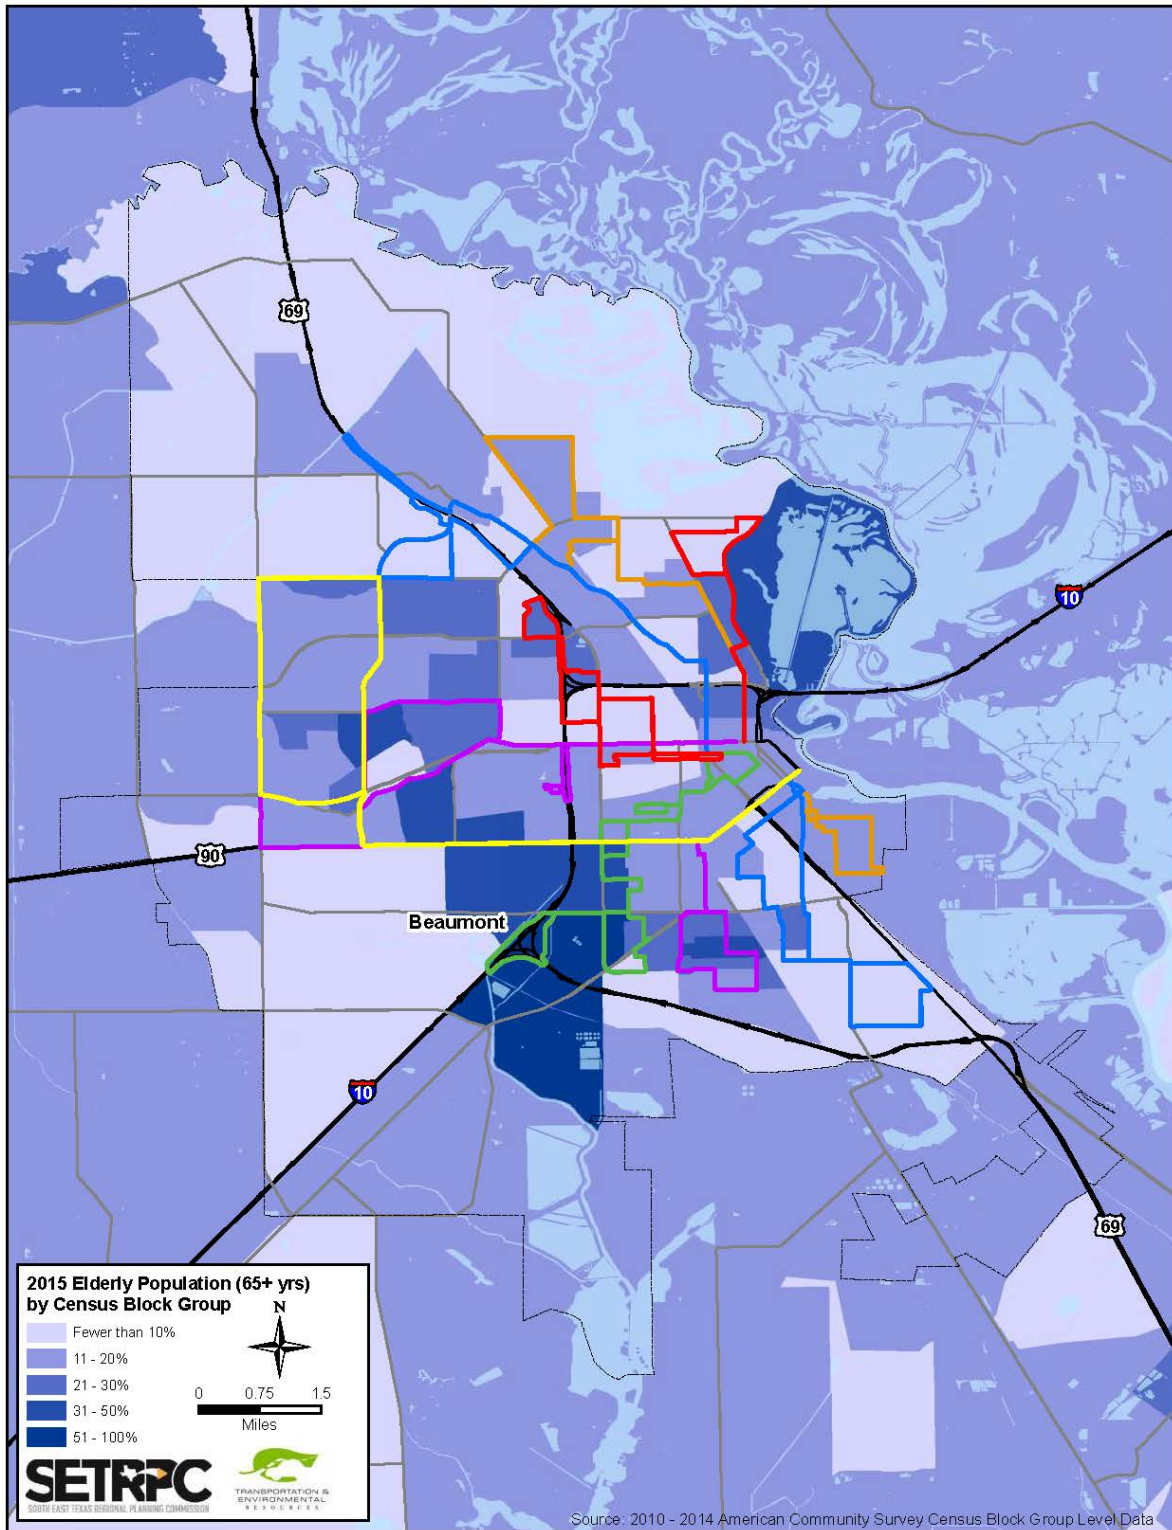 69
10
90
Beaumont
10
69
2015 Elderly Population (65+ yrs)
by Census Block Group
N
Fewer than 10%
11 - 20%
21 - 30%
31 - 50%
51 - 100%
0 0.75 1.5
Miles
SETRPC
SOUTH EAST TEXAS REGIONAL PLANNING COMMISSION
TRANSPORTATION &
ENVIRONMENTAL
RESOURCES
Source: 2010 - 2014 American Community Survey Census Block Group Level Data